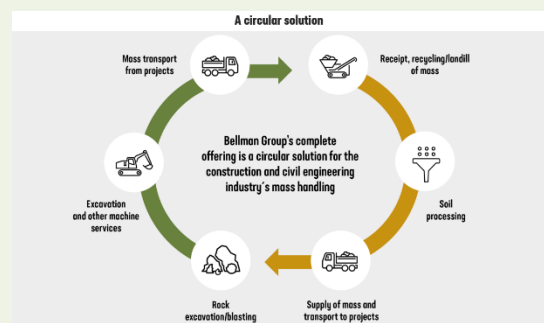 A circular solution
Mass transport
from projects
Receipt, recycling/landfill
of mass
Bellman Group's complete
offering is a circular solution for the
construction and civil engineering
industry´s mass handling
Excavation
and other machine
services
Soil
processing
Rock
excavation/blasting
Supply of mass and
transport to projects